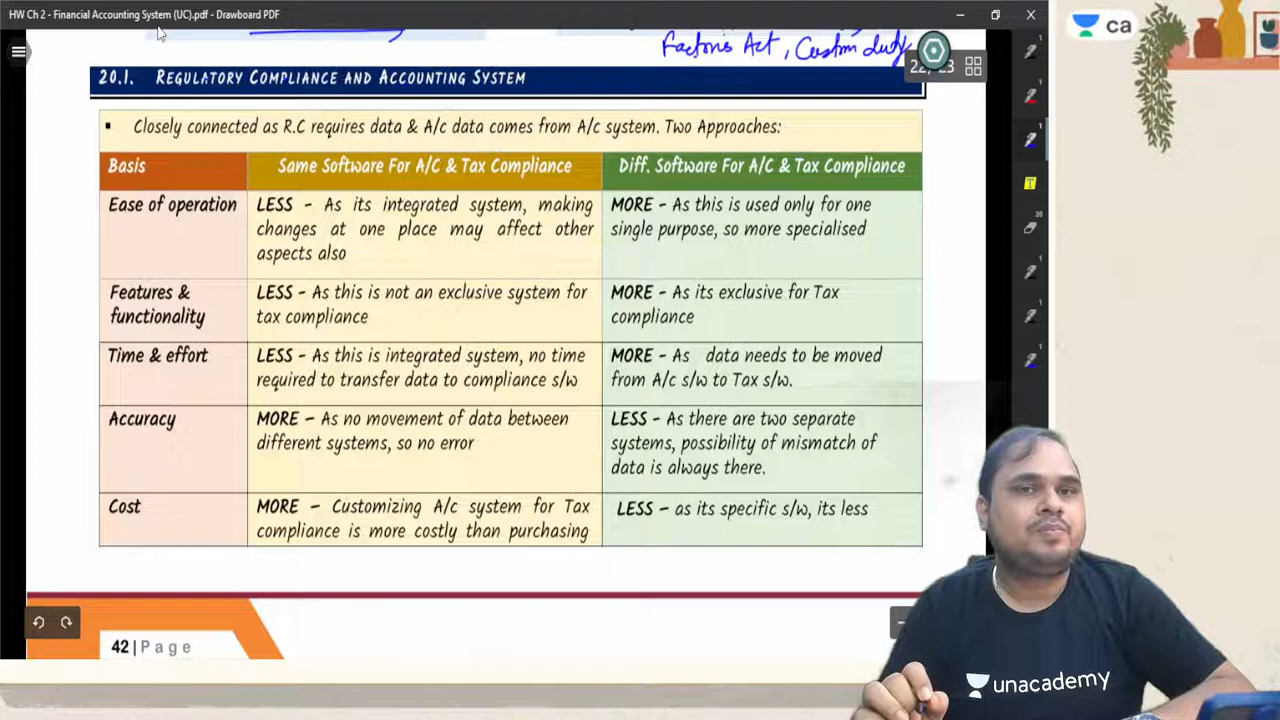 HW Ch 2 - Financial Accounting System (UC).pdf - Drawboard PDF
ca
Factories Act, Custom duty
20.1. REGULATORY COMPLIANCE AND ACCOUNTING SYSTEM
▪ Closely connected as R.C requires data & A/c data comes from A/c system. Two Approaches:
Basis
Same Software For A/C & Tax Compliance
Diff. Software For A/C & Tax Compliance
Ease of operation
LESS - As its integrated system, making
changes at one place may affect other
aspects also
MORE - As this is used only for one
single purpose, so more specialised
Features &
functionality
LESS - As this is not an exclusive system for
tax compliance
MORE - As its exclusive for Tax
compliance
Time & effort
LESS - As this is integrated system, no time
required to transfer data to compliance s/w
MORE - As data needs to be moved
from A/c s/w to Tax s/w.
Accuracy
MORE - As no movement of data between
different systems, so no error
LESS - As there are two separate
systems, possibility of mismatch of
data is always there.
Cost
MORE - Customizing A/c system for Tax
compliance is more costly than purchasing
LESS - as its specific s/w, its less
42 | Page
unacademy